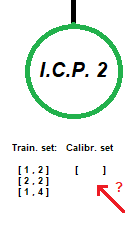 I.C.P. 2
Train. set: Calibr. set
[ 1 , 2 ] [ ]
[ 2 , 2 ] ?
[ 1 , 4 ]